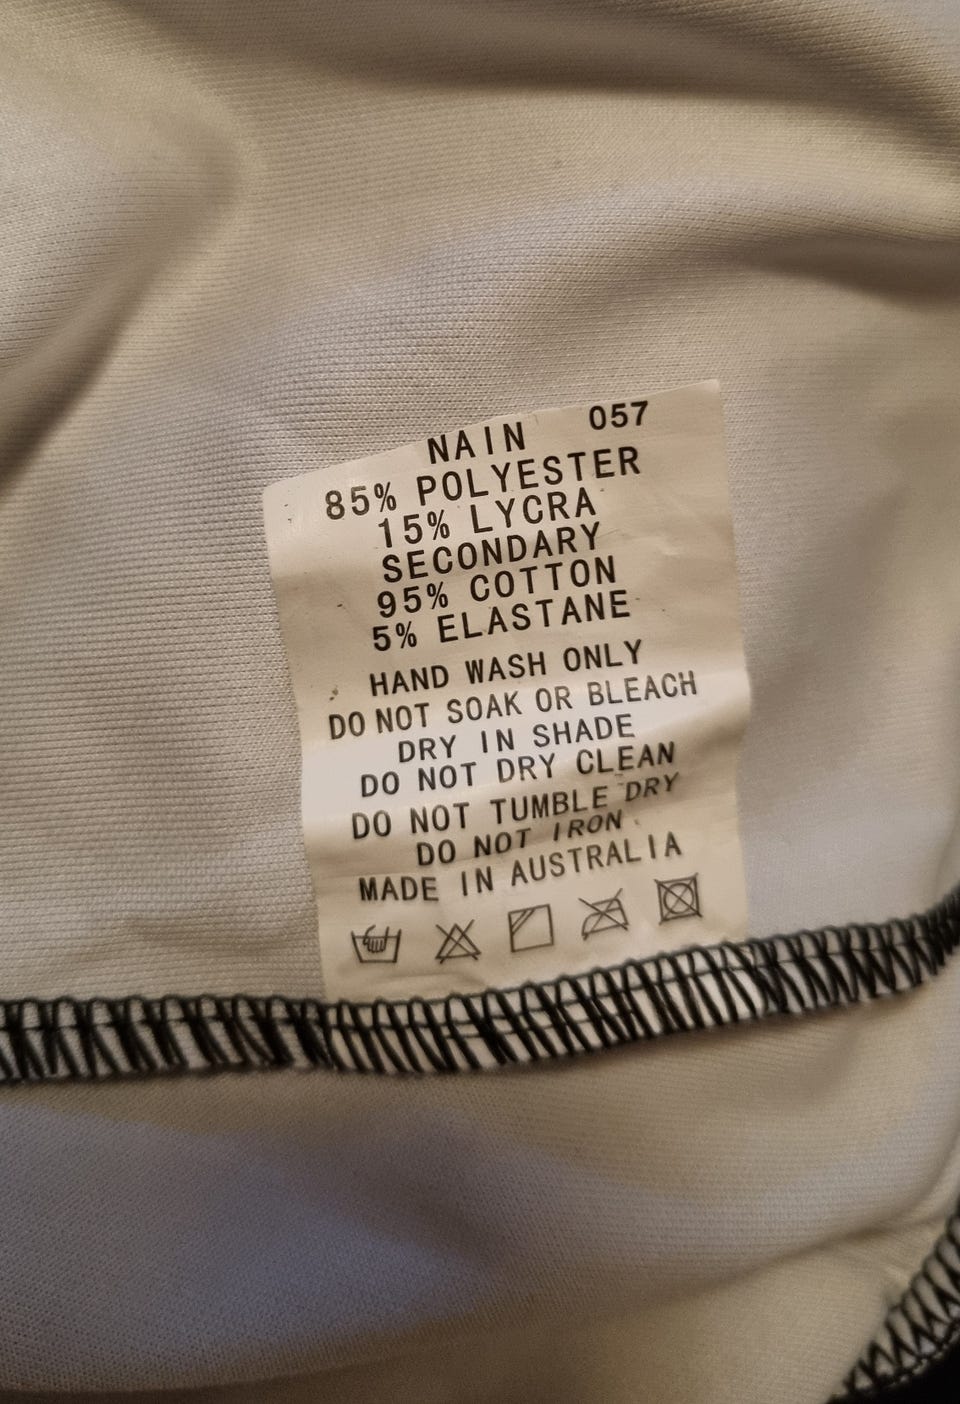 057
NAIN
85% POLYESTER
15% LYCRA
SECONDARY
95% COTTON
5% ELASTANE
HAND WASH ONLY
DO NOT SOAK OR BLEACH
DRY IN SHADE
DO NOT DRY CLEAN
DO NOT TUMBLE DRY
DO NOT IRON
MADE IN AUSTRALIA